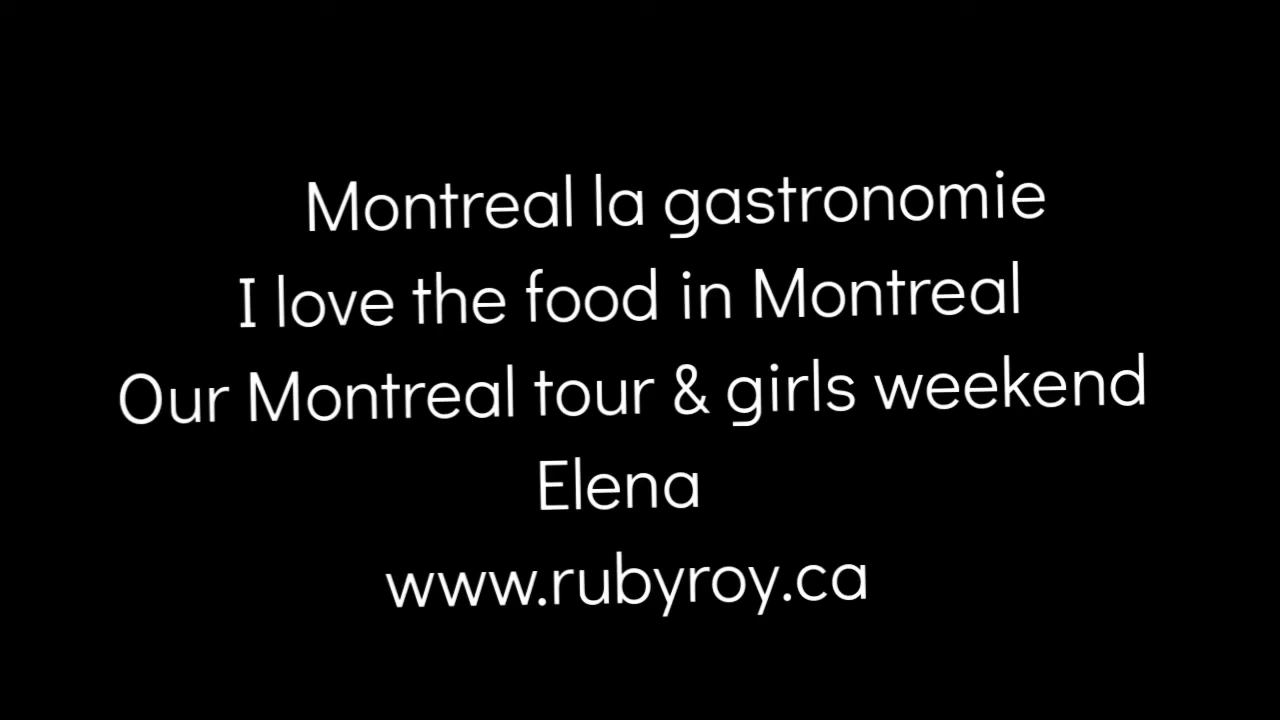 Montreal la gastronomie
I love the food in Montreal
Our Montreal tour & girls weekend
Elena
www.rubyroy.ca